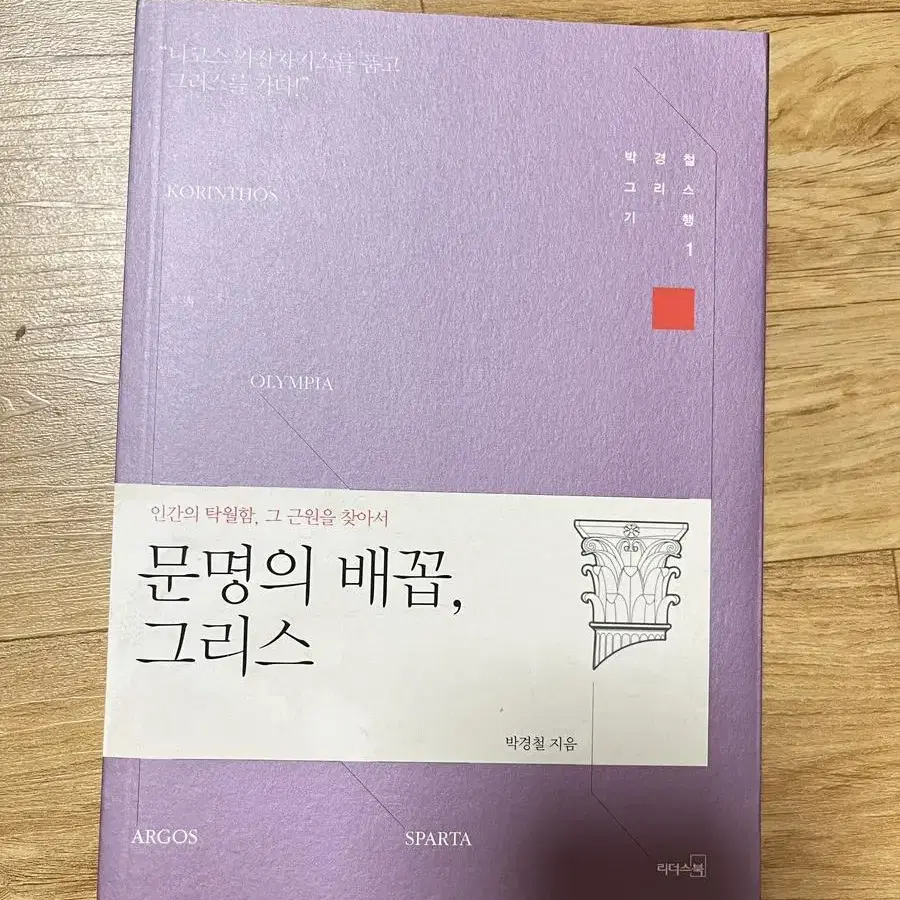 "니코스 카잔차키스를 품고
그리스를 가다!"
박경철
그리스
기행
1
KORINTHOS
OLYMPIA
인간의 탁월함, 그 근원을 찾아서
문명의 배꼽,
그리스
박경철 지음
ARGOS
SPARTA
리더스북